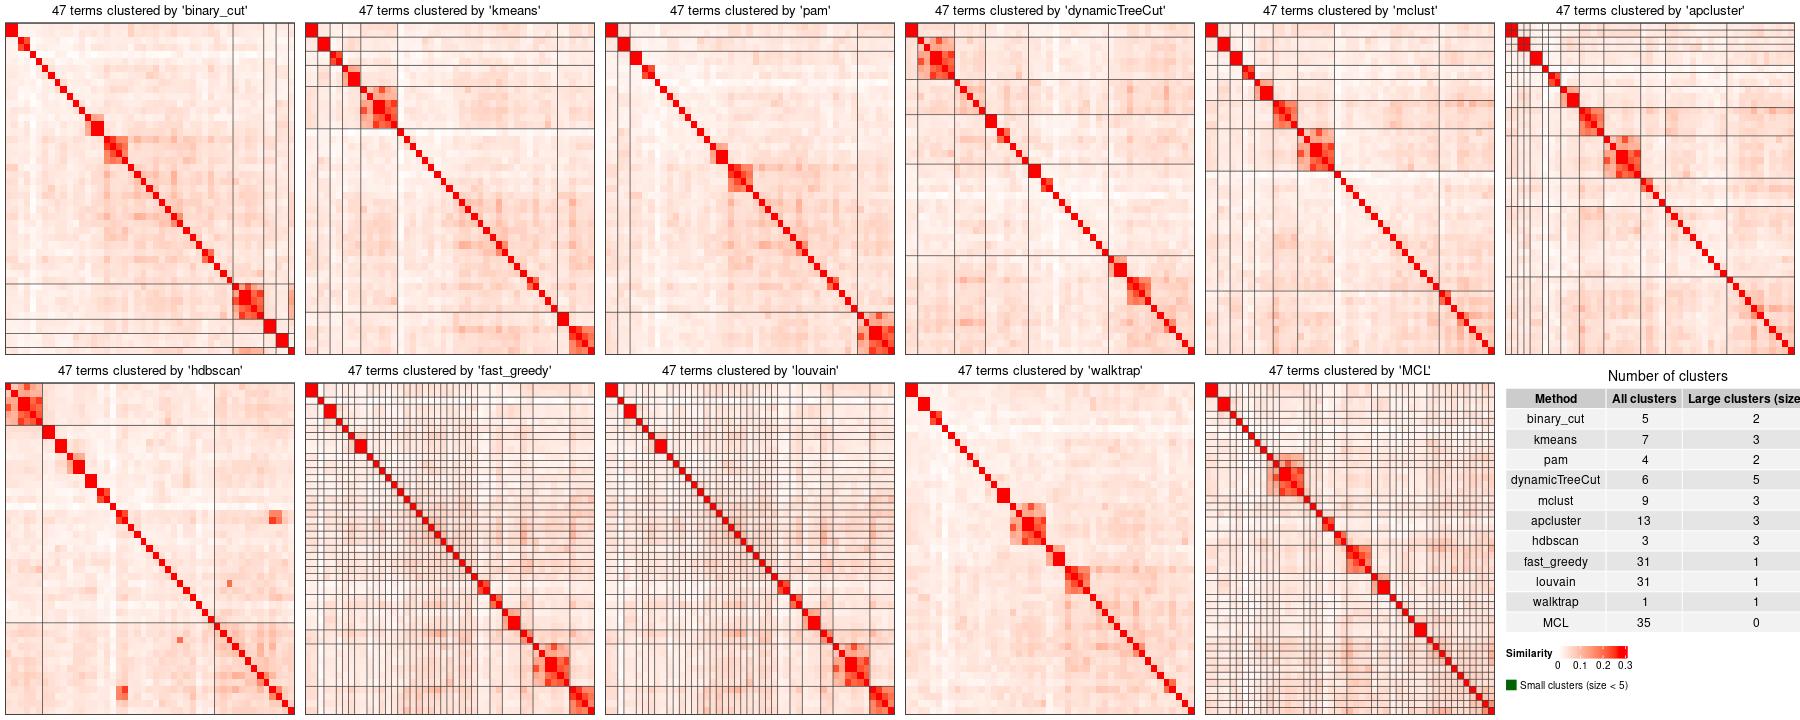 47 terms clustered by 'binary_cut'
47 terms clustered by 'kmeans'
47 terms clustered by 'pam'
47 terms clustered by 'dynamicTreeCut'
47 terms clustered by 'mclust'
47 terms clustered by 'apcluster'
47 terms clustered by 'hdbscan'
47 terms clustered by 'fast_greedy'
47 terms clustered by 'louvain'
47 terms clustered by 'walktrap'
47 terms clustered by 'MCL'
Number of clusters
Method All clusters Large clusters (size
binary_cut 5 2
kmeans 7 3
pam 4 2
dynamicTreeCut 6 5
mclust 9 3
apcluster 13 3
hdbscan 3 3
fast_greedy 31 1
louvain 31 1
walktrap 1 1
MCL 35 0
Similarity
0 0.1 0.2 0.3
Small clusters (size < 5)